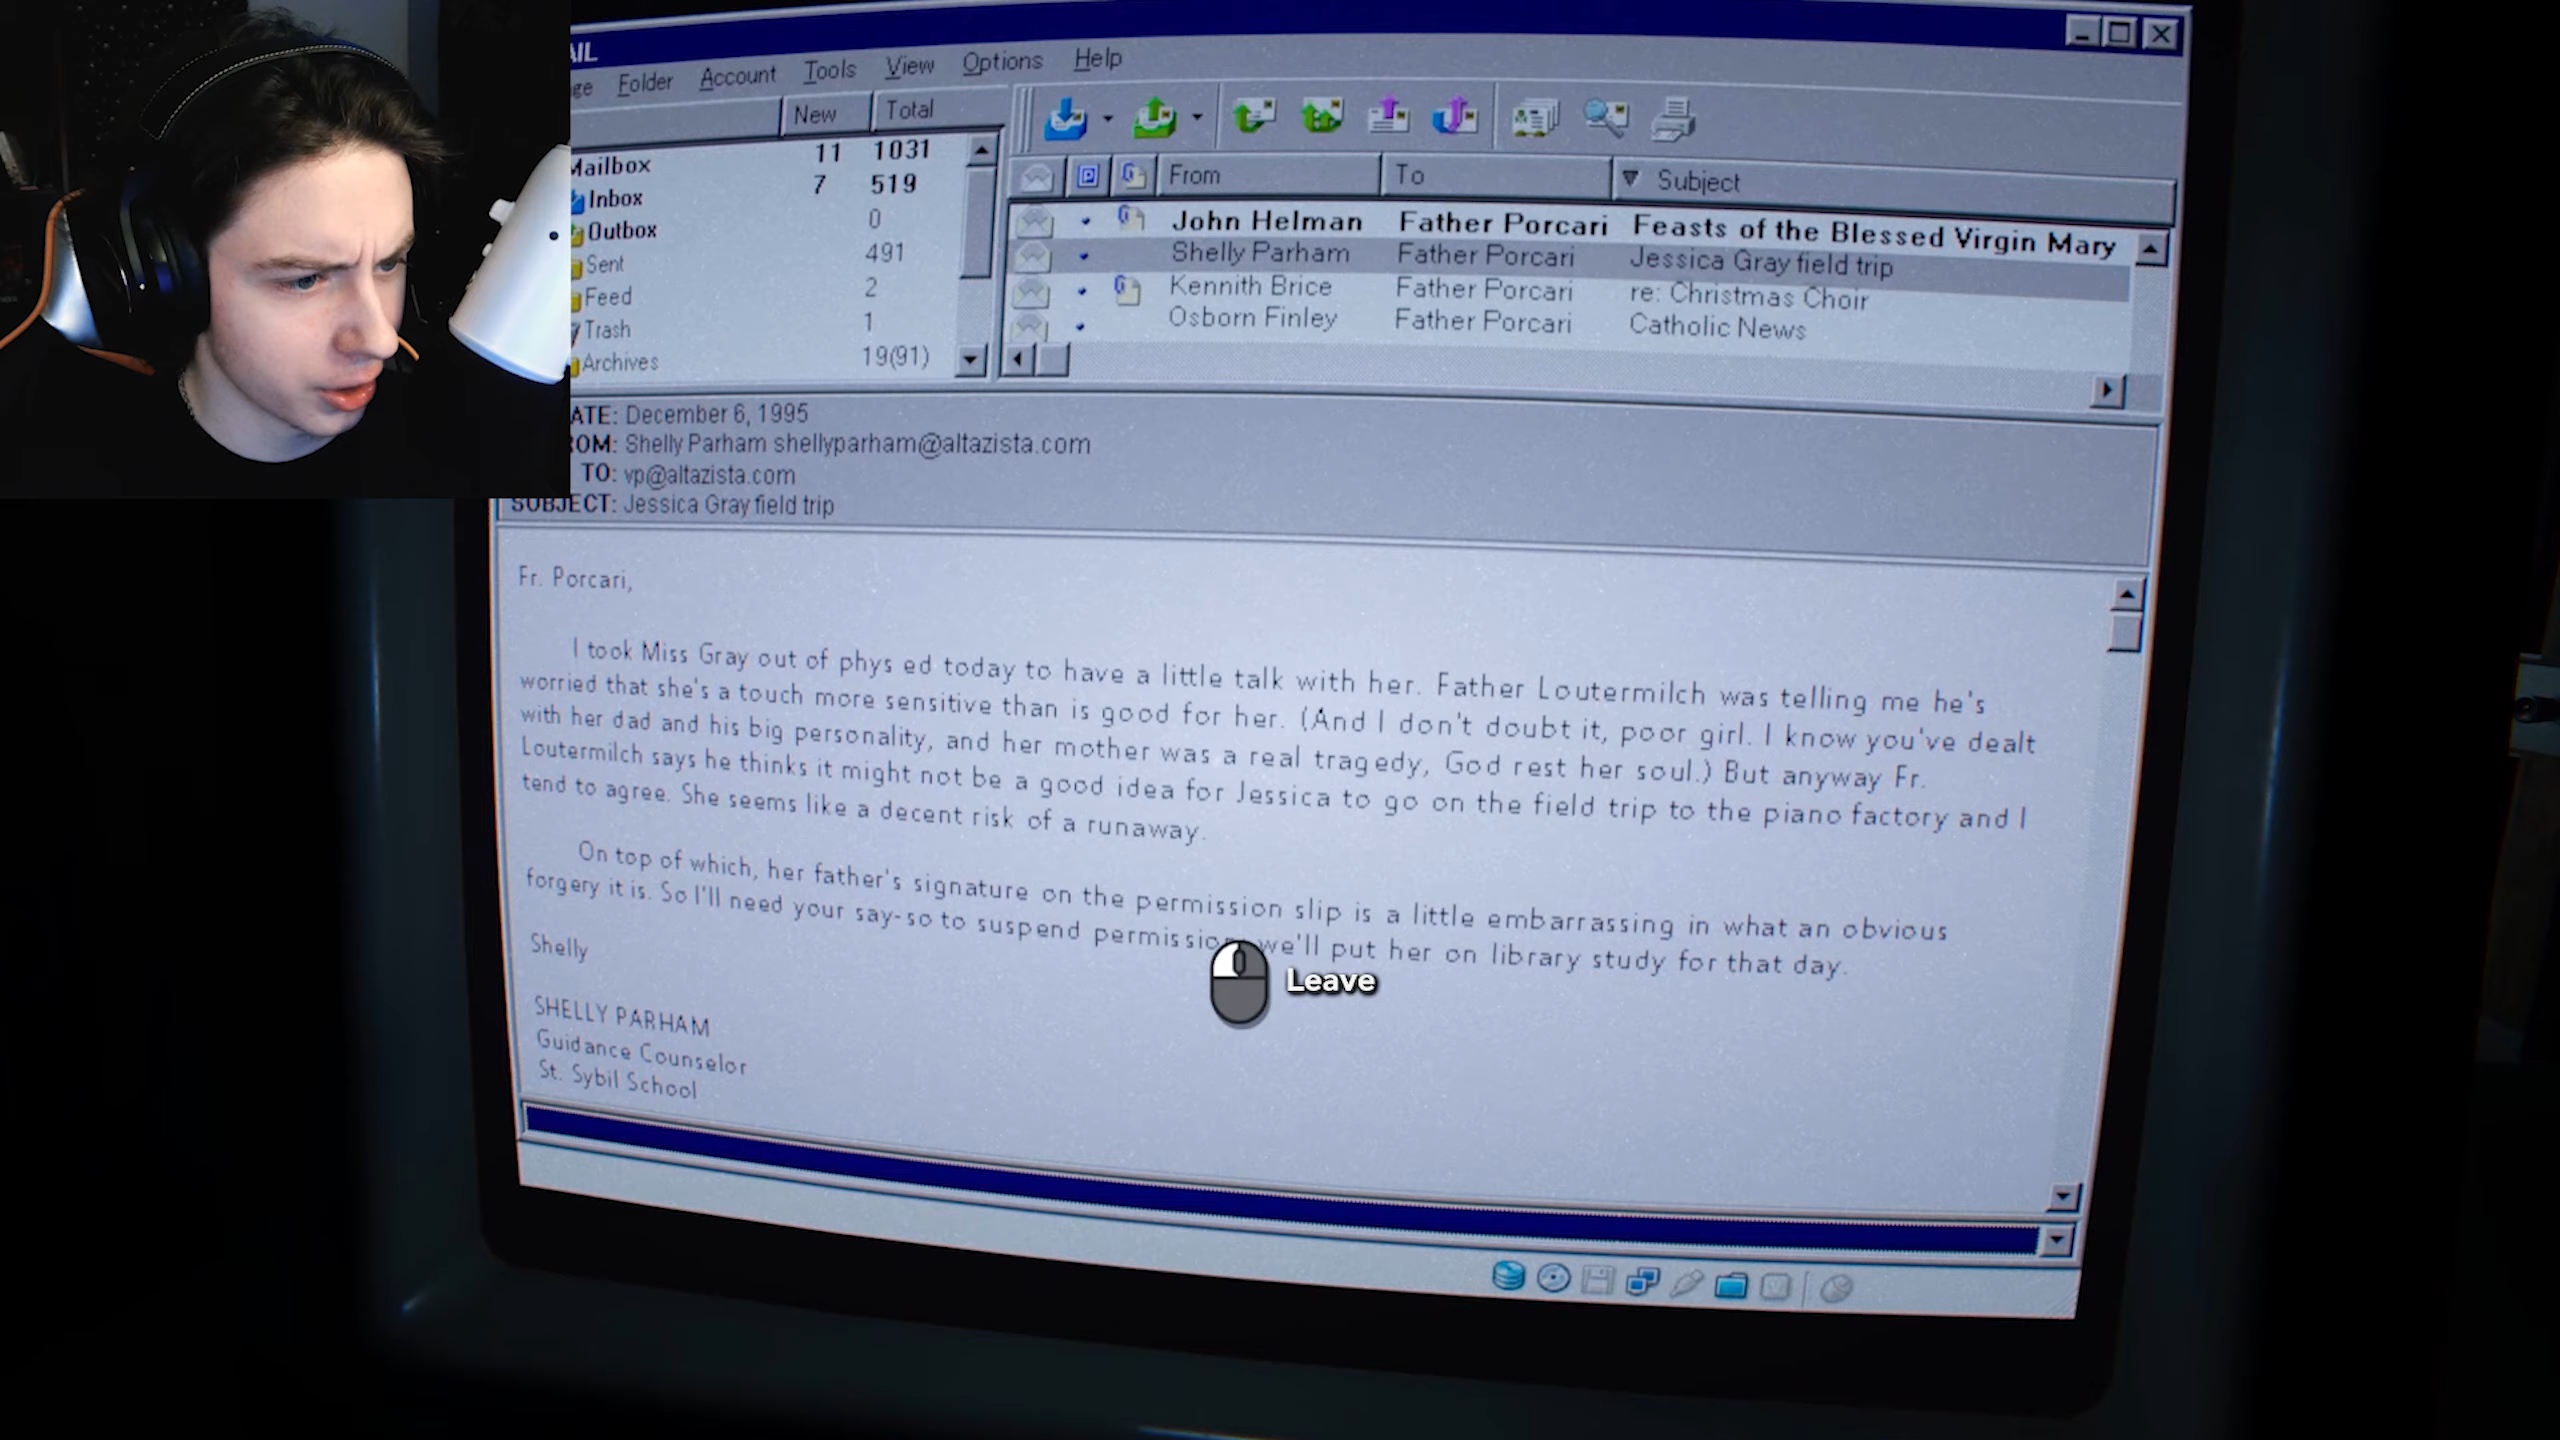 AIL
ge Folder Account Tools View Options Help
New Total
Mailbox 11 1031
Inbox 7 519
Outbox 0
Sent 491
Feed 2
Trash 1
Archives 19(91)
From To Subject
John Helman Father Porcari Feasts of the Blessed Virgin Mary
Shelly Parham Father Porcari Jessica Gray field trip
Kennith Brice Father Porcari re: Christmas Choir
Osborn Finley Father Porcari Catholic News
ATE: December 6, 1995
OM: Shelly Parham shellyparham@altazista.com
TO: vp@altazista.com
SUBJECT: Jessica Gray field trip
Fr. Porcari,
I took Miss Gray out of phys ed today to have a little talk with her. Father Loutermilch was telling me he's
worried that she's a touch more sensitive than is good for her. (And I don't doubt it, poor girl. I know you've dealt
with her dad and his big personality, and her mother was a real tragedy, God rest her soul.) But anyway Fr.
Loutermilch says he thinks it might not be a good idea for Jessica to go on the field trip to the piano factory and I
tend to agree. She seems like a decent risk of a runaway.
On top of which, her father's signature on the permission slip is a little embarrassing in what an obvious
forgery it is. So I'll need your say-so to suspend permission, we'll put her on library study for that day.
Leave
Shelly
SHELLY PARHAM
Guidance Counselor
St. Sybil School